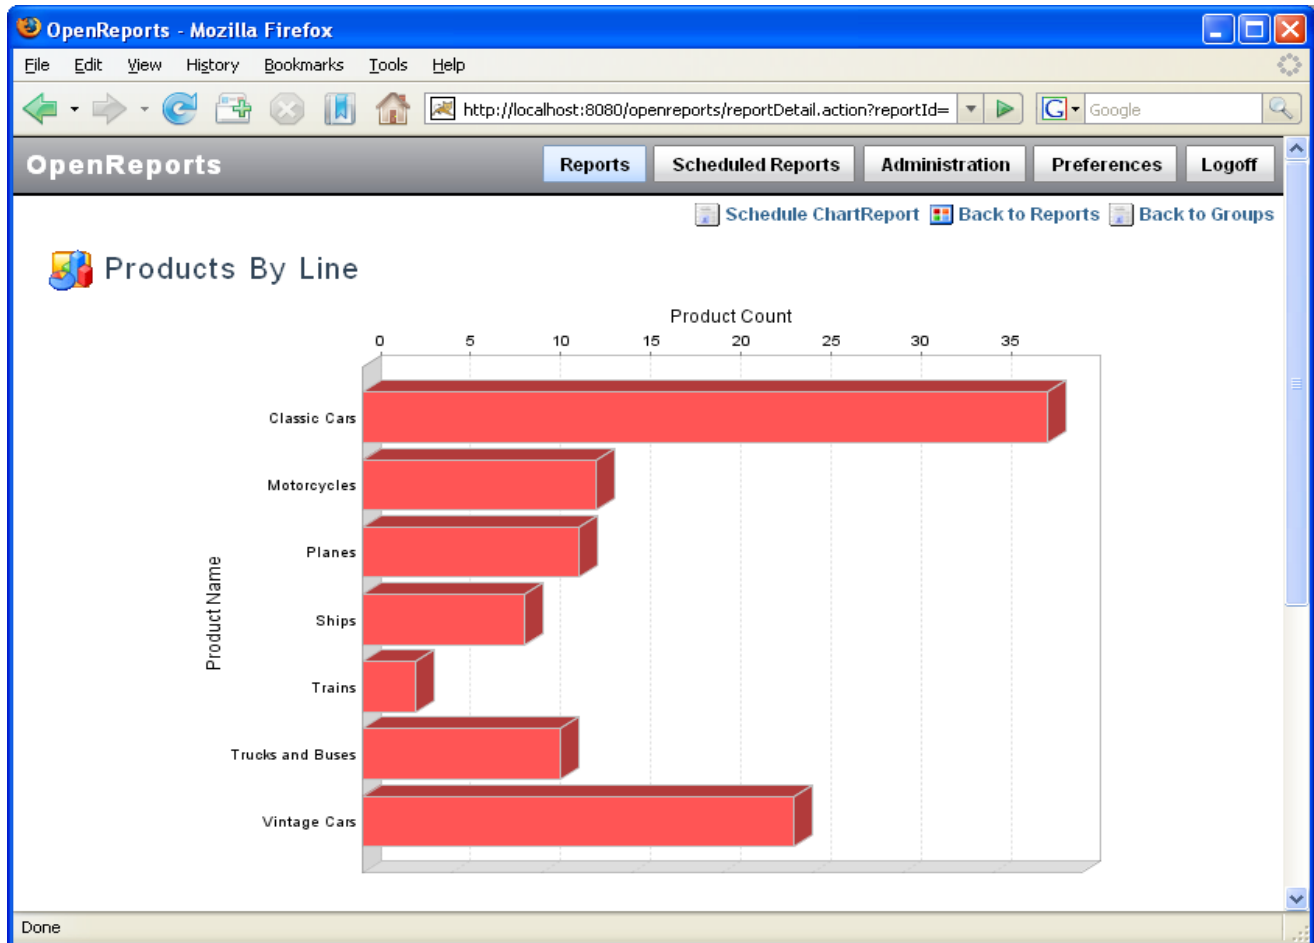 OpenReports - Mozilla Firefox
File Edit View History Bookmarks Tools Help
http://localhost:8080/openreports/reportDetail.action?reportId=
G Google
OpenReports
Reports Scheduled Reports Administration Preferences Logoff
Schedule ChartReport Back to Reports Back to Groups
Products By Line
Product Count
0 5 10 15 20 25 30 35
Product Name
Classic Cars
Motorcycles
Planes
Ships
Trains
Trucks and Buses
Vintage Cars
Done